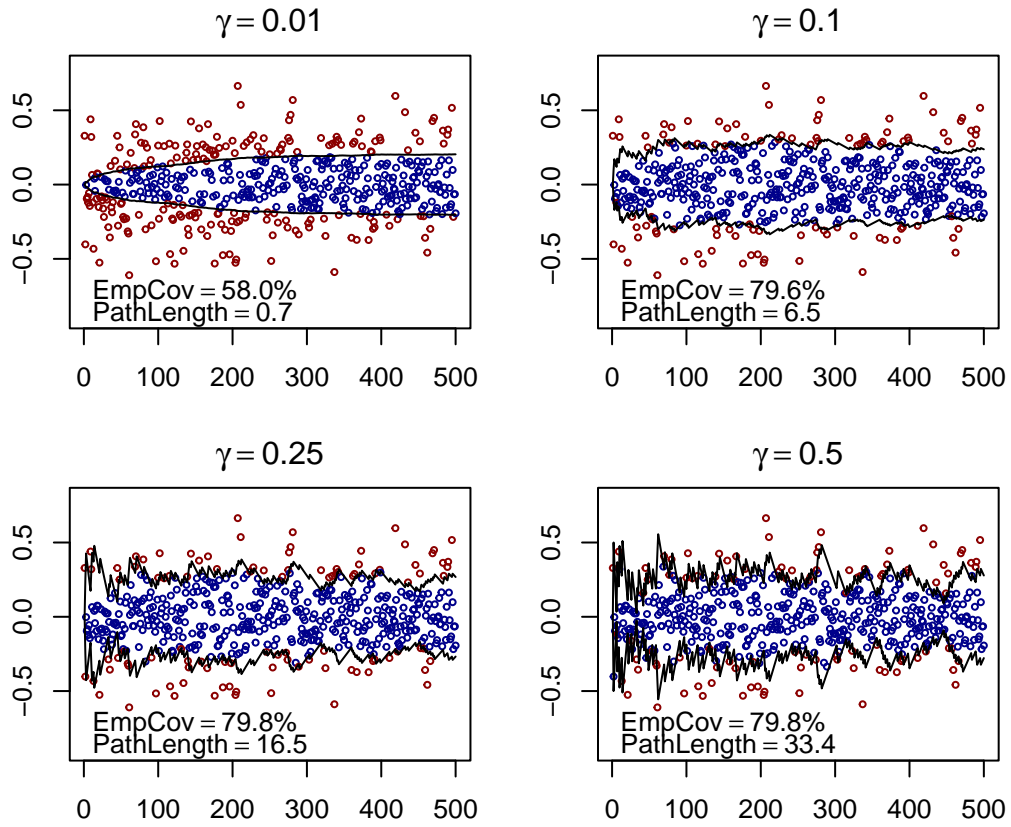 γ = 0.01
0.5
0.0
−0.5
EmpCov = 58.0%
PathLength = 0.7
0 100 200 300 400 500
γ = 0.1
0.5
0.0
−0.5
EmpCov = 79.6%
PathLength = 6.5
0 100 200 300 400 500
γ = 0.25
0.5
0.0
−0.5
EmpCov = 79.8%
PathLength = 16.5
0 100 200 300 400 500
γ = 0.5
0.5
0.0
−0.5
EmpCov = 79.8%
PathLength = 33.4
0 100 200 300 400 500